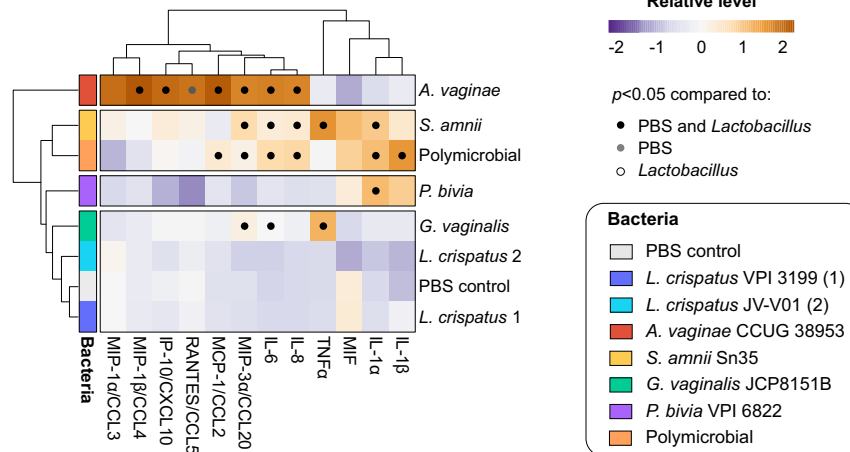 Relative level
-2 -1 0 1 2
p<0.05 compared to:
PBS and Lactobacillus
PBS
Lactobacillus
A. vaginae
S. amnii
Polymicrobial
P. bivia
G. vaginalis
L. crispatus 2
PBS control
L. crispatus 1
Bacteria
MIP-1α/CCL3
MIP-1β/CCL4
IP-10/CXCL10
RANTES/CCL5
MCP-1/CCL2
MIP-3α/CCL20
IL-6
IL-8
TNFα
MIF
IL-1α
IL-1β
Bacteria
PBS control
L. crispatus VPI 3199 (1)
L. crispatus JV-V01 (2)
A. vaginae CCUG 38953
S. amnii Sn35
G. vaginalis JCP8151B
P. bivia VPI 6822
Polymicrobial